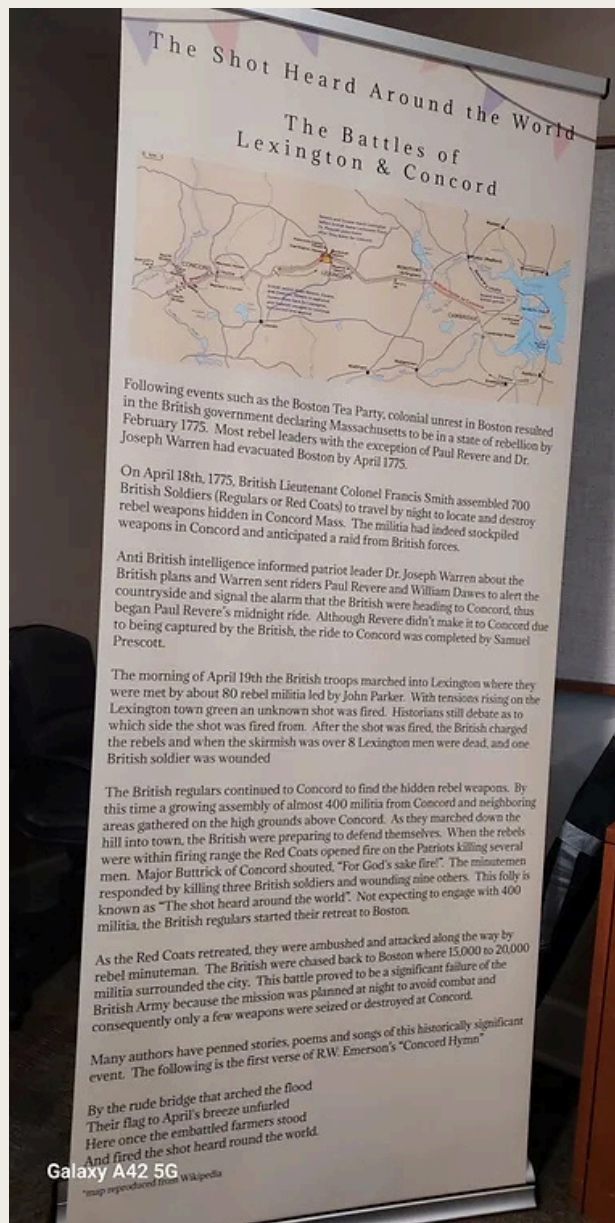 The Shot Heard Around the World
The Battles of
Lexington & Concord
CONCORD
LEXINGTON
CAMBRIDGE
Following events such as the Boston Tea Party, colonial unrest in Boston resulted
in the British government declaring Massachusetts to be in a state of rebellion by
February 1775. Most rebel leaders with the exception of Paul Revere and Dr.
Joseph Warren had evacuated Boston by April 1775.
On April 18th, 1775, British Lieutenant Colonel Francis Smith assembled 700
British Soldiers (Regulars or Red Coats) to travel by night to locate and destroy
rebel weapons hidden in Concord Mass. The militia had indeed stockpiled
weapons in Concord and anticipated a raid from British forces.
Anti British intelligence informed patriot leader Dr. Joseph Warren about the
British plans and Warren sent riders Paul Revere and William Dawes to alert the
countryside and signal the alarm that the British were heading to Concord, thus
began Paul Revere's midnight ride. Although Revere didn't make it to Concord due
to being captured by the British, the ride to Concord was completed by Samuel
Prescott.
The morning of April 19th the British troops marched into Lexington where they
were met by about 80 rebel militia led by John Parker. With tensions rising on the
Lexington town green an unknown shot was fired. Historians still debate as to
which side the shot was fired from. After the shot was fired, the British charged
the rebels and when the skirmish was over 8 Lexington men were dead, and one
British soldier was wounded
The British regulars continued to Concord to find the hidden rebel weapons. By
this time a growing assembly of almost 400 militia from Concord and neighboring
areas gathered on the high grounds above Concord. As they marched down the
hill into town, the British were preparing to defend themselves. When the rebels
were within firing range the Red Coats opened fire on the Patriots killing several
men. Major Buttrick of Concord shouted, "For God's sake fire!". The minutemen
responded by killing three British soldiers and wounding nine others. This folly is
known as "The shot heard around the world". Not expecting to engage with 400
militia, the British regulars started their retreat to Boston.
As the Red Coats retreated, they were ambushed and attacked along the way by
rebel minuteman. The British were chased back to Boston where 15,000 to 20,000
militia surrounded the city. This battle proved to be a significant failure of the
British Army because the mission was planned at night to avoid combat and
consequently only a few weapons were seized or destroyed at Concord.
Many authors have penned stories, poems and songs of this historically significant
event. The following is the first verse of R.W. Emerson's "Concord Hymn"
By the rude bridge that arched the flood
Their flag to April's breeze unfurled
Here once the embattled farmers stood
And fired the shot heard round the world.
Galaxy A42 5G
*map reproduced from Wikipedia